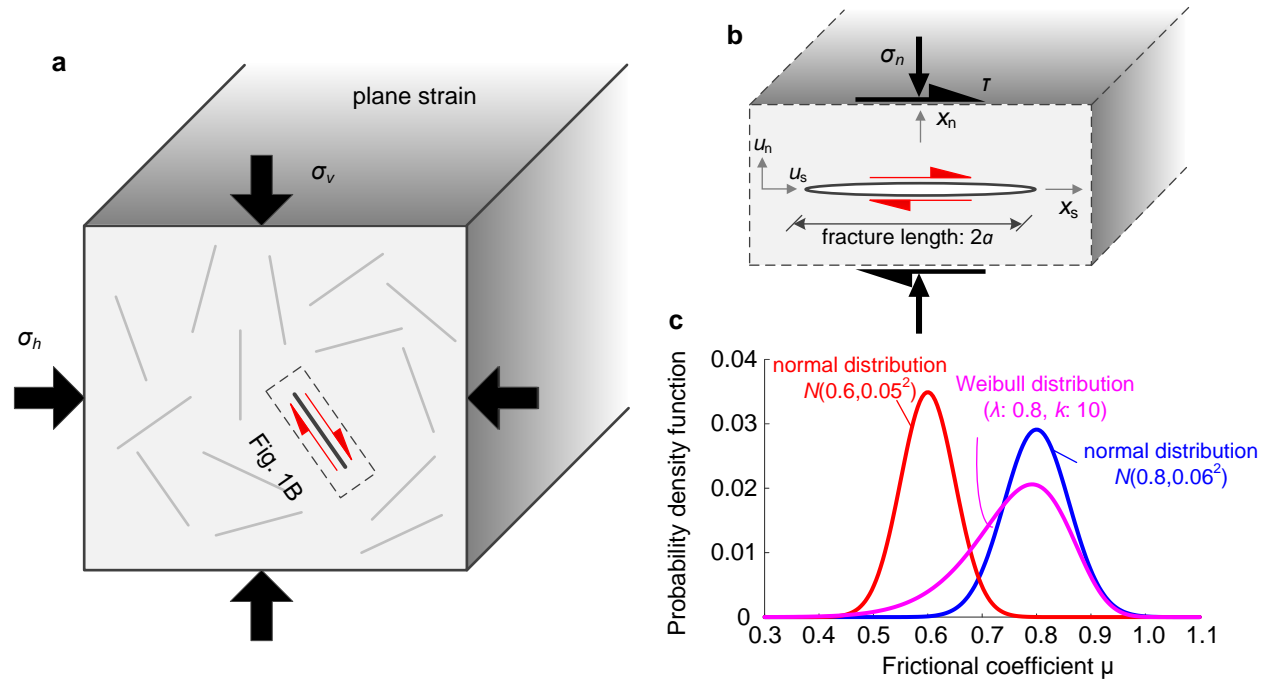 a
plane strain
σv
σh
Fig. 1B
b
σn
τ
xn
un
us
xs
fracture length: 2a
c
Probability density function
0.04
0.03
0.02
0.01
0
0.3 0.4 0.5 0.6 0.7 0.8 0.9 1.0 1.1
Frictional coefficient μ
normal distribution
N(0.6,0.05²)
Weibull distribution
(λ: 0.8, k: 10)
normal distribution
N(0.8,0.06²)